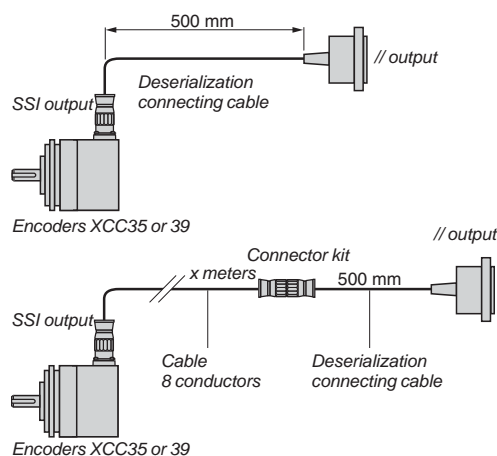 500 mm
// output
Deserialization
connecting cable
SSI output
Encoders XCC35 or 39
// output
Connector kit
x meters
500 mm
SSI output
Cable
8 conductors
Deserialization
connecting cable
Encoders XCC35 or 39